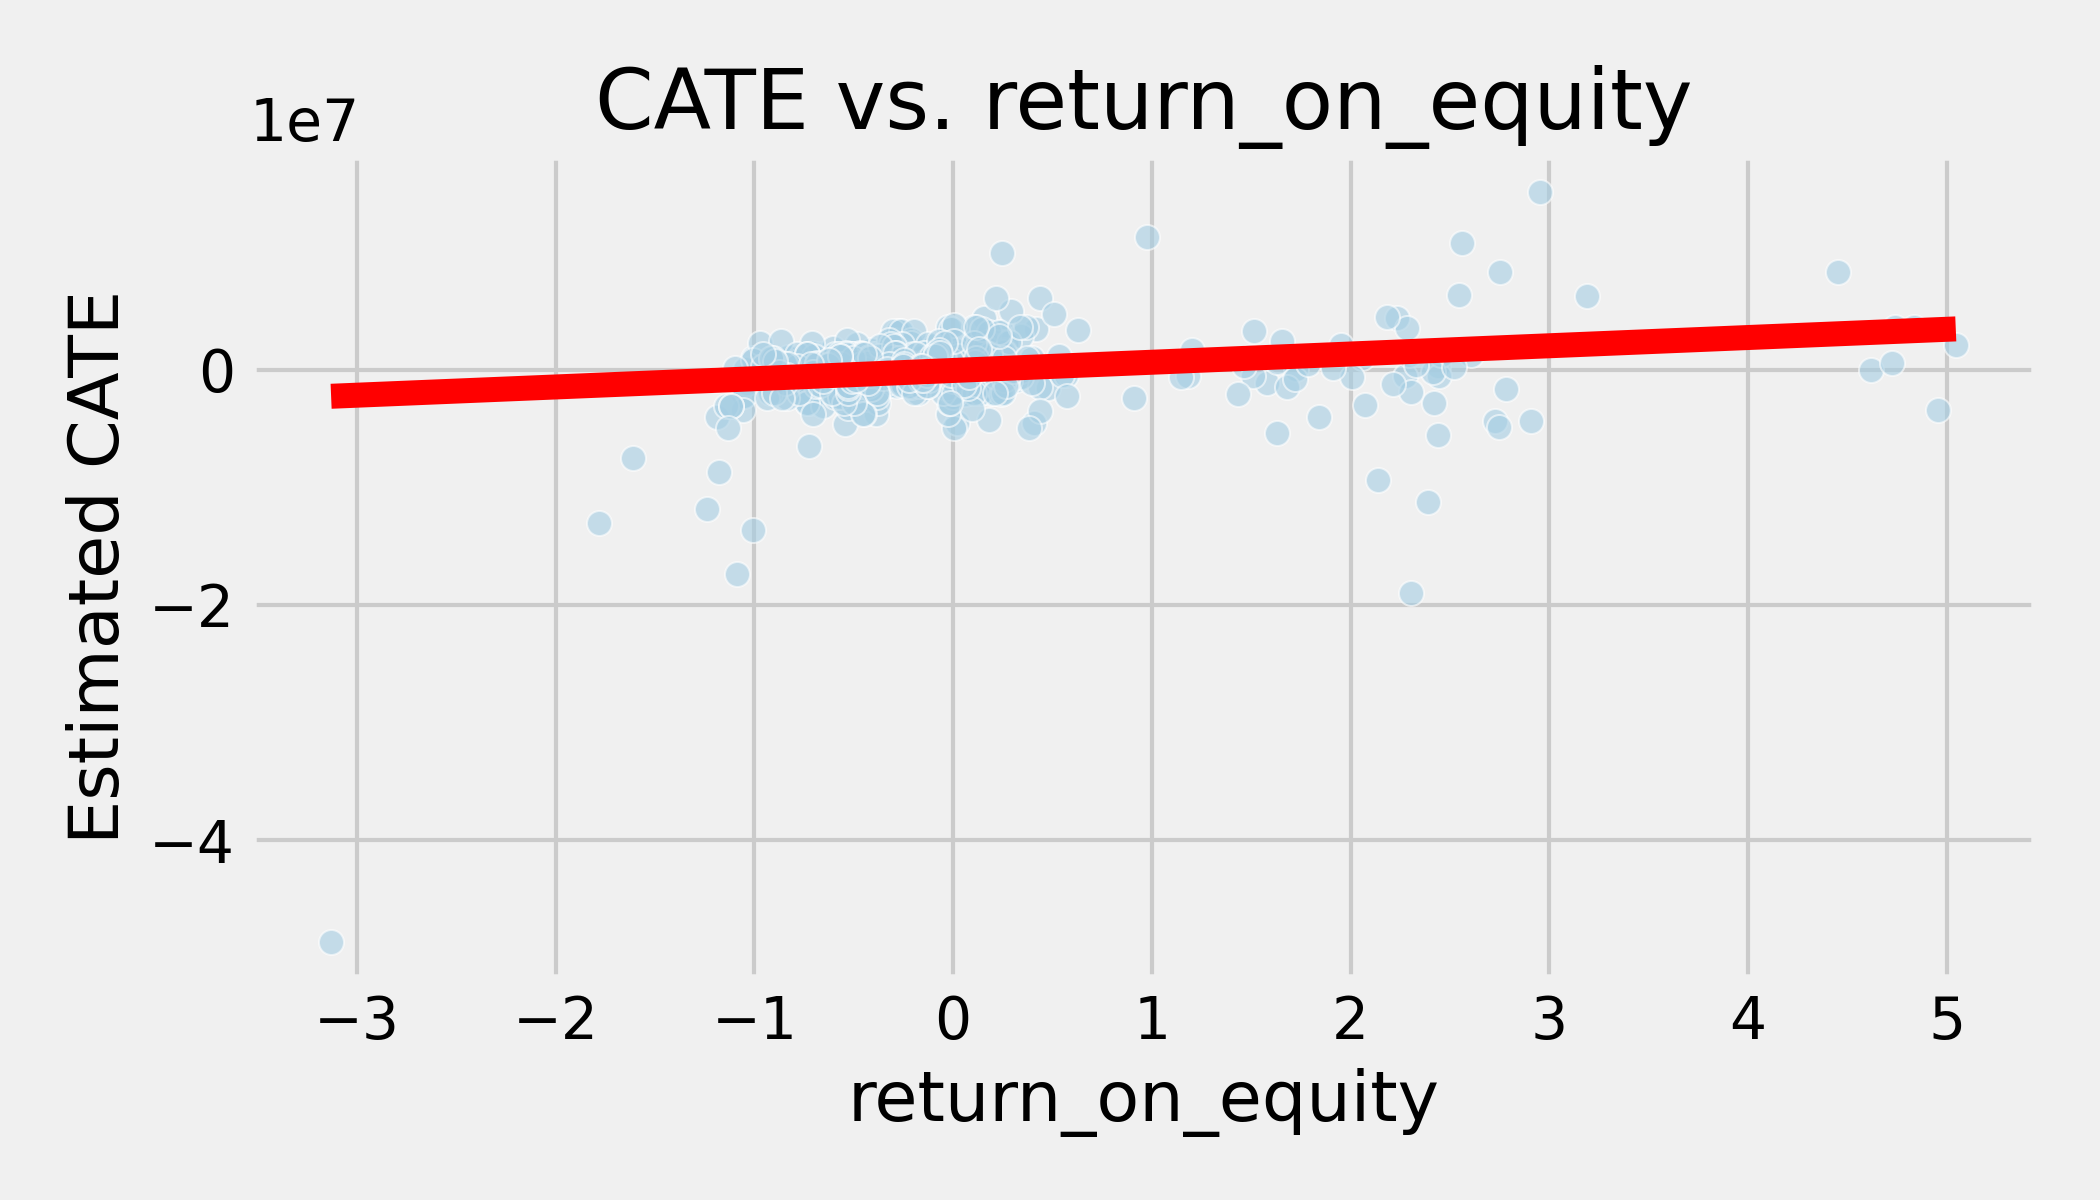 CATE vs. return_on_equity
1e7
Estimated CATE
0
−2
−4
−3 −2 −1 0 1 2 3 4 5
return_on_equity